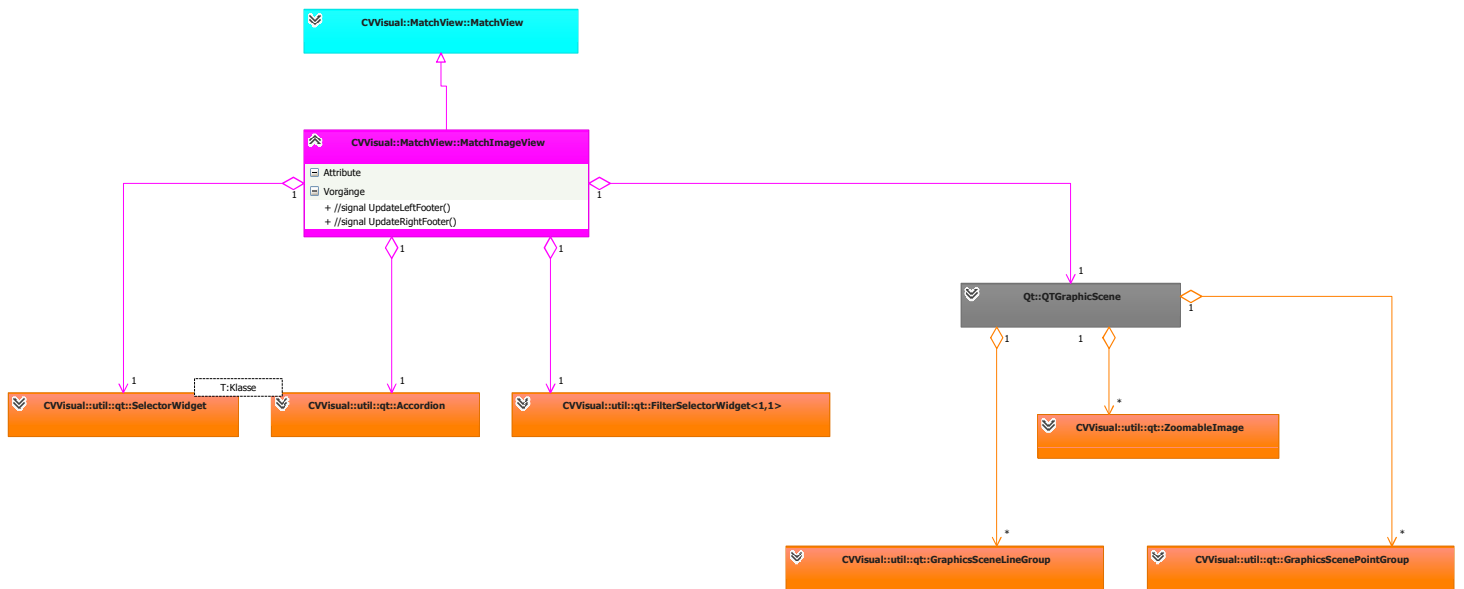 CVVisual::MatchView::MatchView
CVVisual::MatchView::MatchImageView
Attribute
Vorgänge
+ //signal UpdateLeftFooter()
+ //signal UpdateRightFooter()
1
1
1
1
1
Qt::QTGraphicScene
1
1
1
1
1
1
T:Klasse
CVVisual::util::qt::SelectorWidget
CVVisual::util::qt::Accordion
CVVisual::util::qt::FilterSelectorWidget<1,1>
*
CVVisual::util::qt::ZoomableImage
*
*
CVVisual::util::qt::GraphicsSceneLineGroup
CVVisual::util::qt::GraphicsScenePointGroup